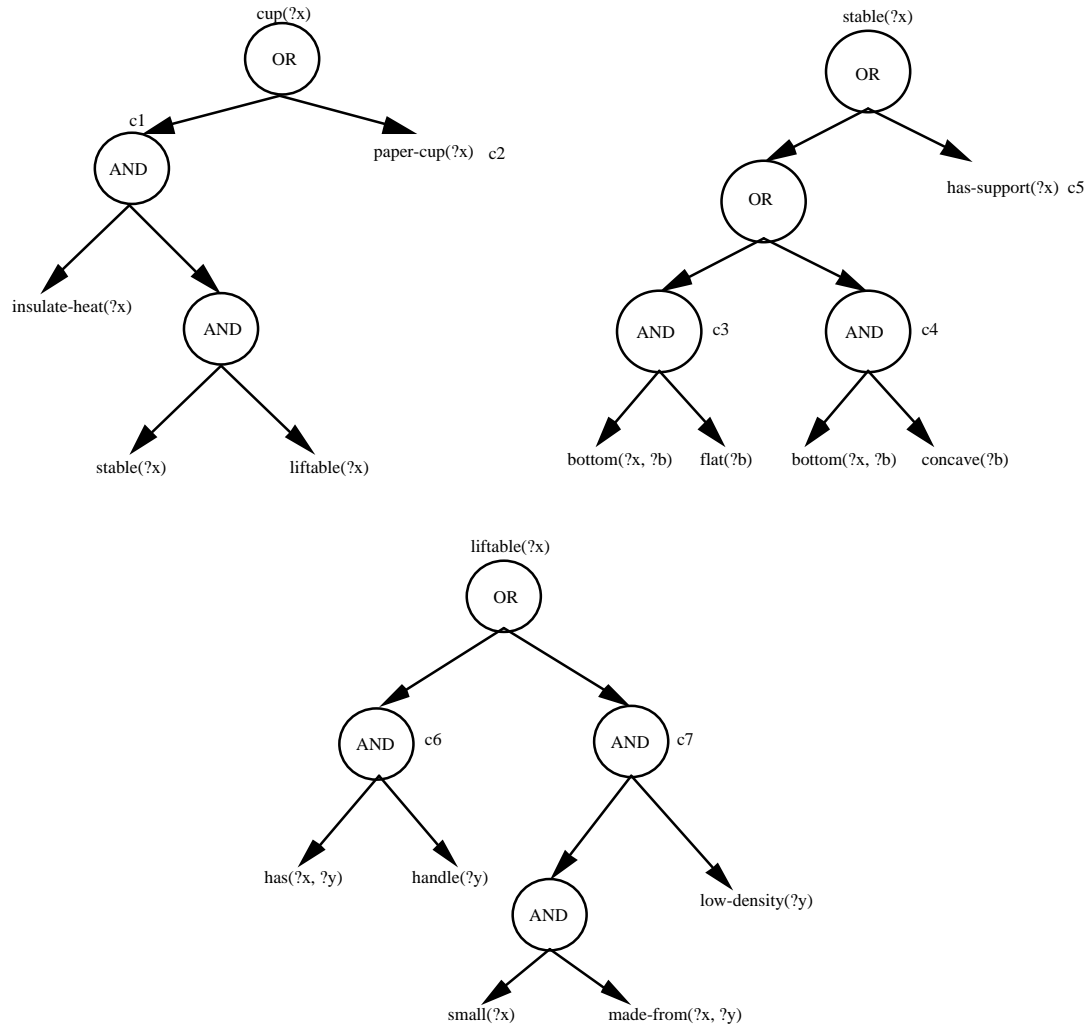 cup(?x)
OR
c1
AND
paper-cup(?x) c2
insulate-heat(?x)
AND
stable(?x)
liftable(?x)
stable(?x)
OR
OR
has-support(?x) c5
AND
c3
AND
c4
bottom(?x, ?b)
flat(?b)
bottom(?x, ?b)
concave(?b)
liftable(?x)
OR
AND
c6
AND
c7
has(?x, ?y)
handle(?y)
AND
low-density(?y)
small(?x)
made-from(?x, ?y)